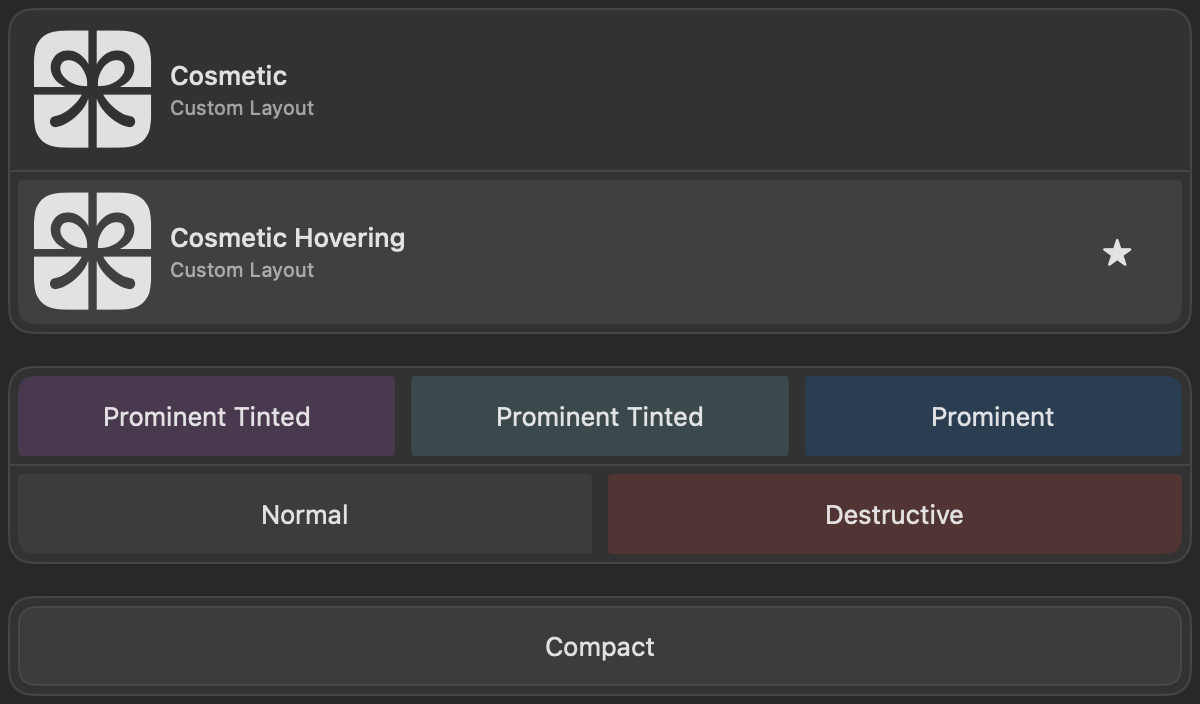 Cosmetic
Custom Layout
Cosmetic Hovering
Custom Layout
Prominent Tinted
Prominent Tinted
Prominent
Normal
Destructive
Compact